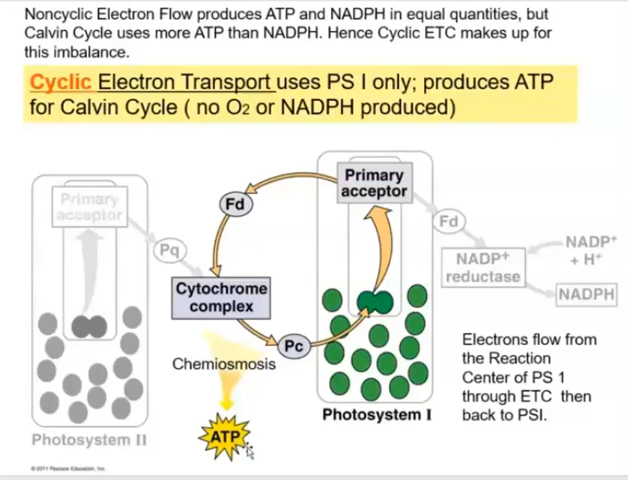 Noncyclic Electron Flow produces ATP and NADPH in equal quantities, but
Calvin Cycle uses more ATP than NADPH. Hence Cyclic ETC makes up for
this imbalance.
Cyclic Electron Transport uses PS I only; produces ATP
for Calvin Cycle ( no O2 or NADPH produced)
Primary
acceptor
Pq
Photosystem II
Fd
Cytochrome
complex
Pc
Chemiosmosis
ATP
Primary
acceptor
Photosystem I
Fd
NADP+
reductase
NADP+
+ H+
NADPH
Electrons flow from
the Reaction
Center of PS 1
through ETC then
back to PSI.
© 2011 Pearson Education, Inc.